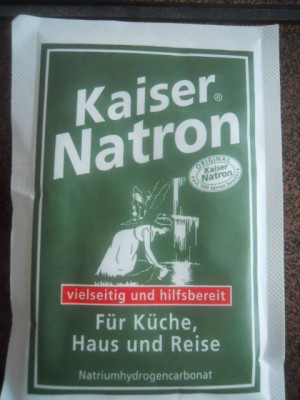 Kaiser®
Natron
ORIGINAL
Kaiser
Natron
vielseitig und hilfsbereit
Für Küche,
Haus und Reise
Natriumhydrogencarbonat